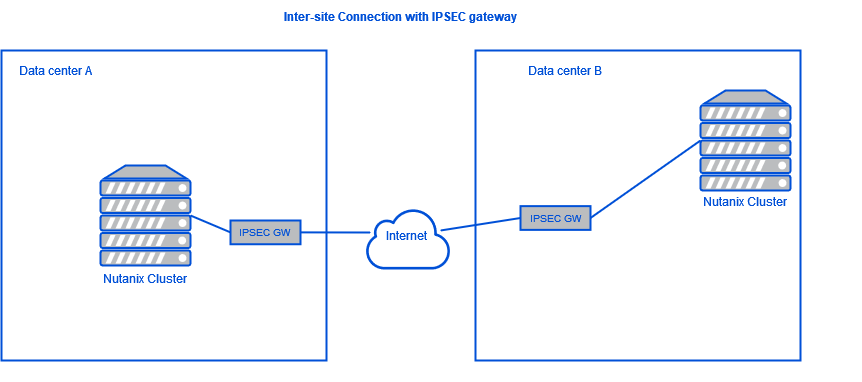 Inter-site Connection with IPSEC gateway
Data center A
Data center B
Nutanix Cluster
IPSEC GW
Internet
IPSEC GW
Nutanix Cluster